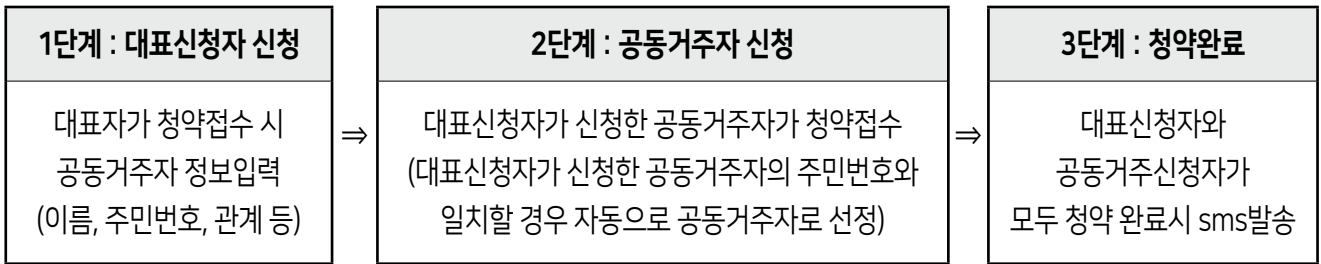 1단계 : 대표신청자 신청
대표자가 청약접수 시
공동거주자 정보입력
(이름, 주민번호, 관계 등)
⇒
2단계 : 공동거주자 신청
대표신청자가 신청한 공동거주자가 청약접수
(대표신청자가 신청한 공동거주자의 주민번호와
일치할 경우 자동으로 공동거주자로 선정)
⇒
3단계 : 청약완료
대표신청자와
공동거주신청자가
모두 청약 완료시 sms발송